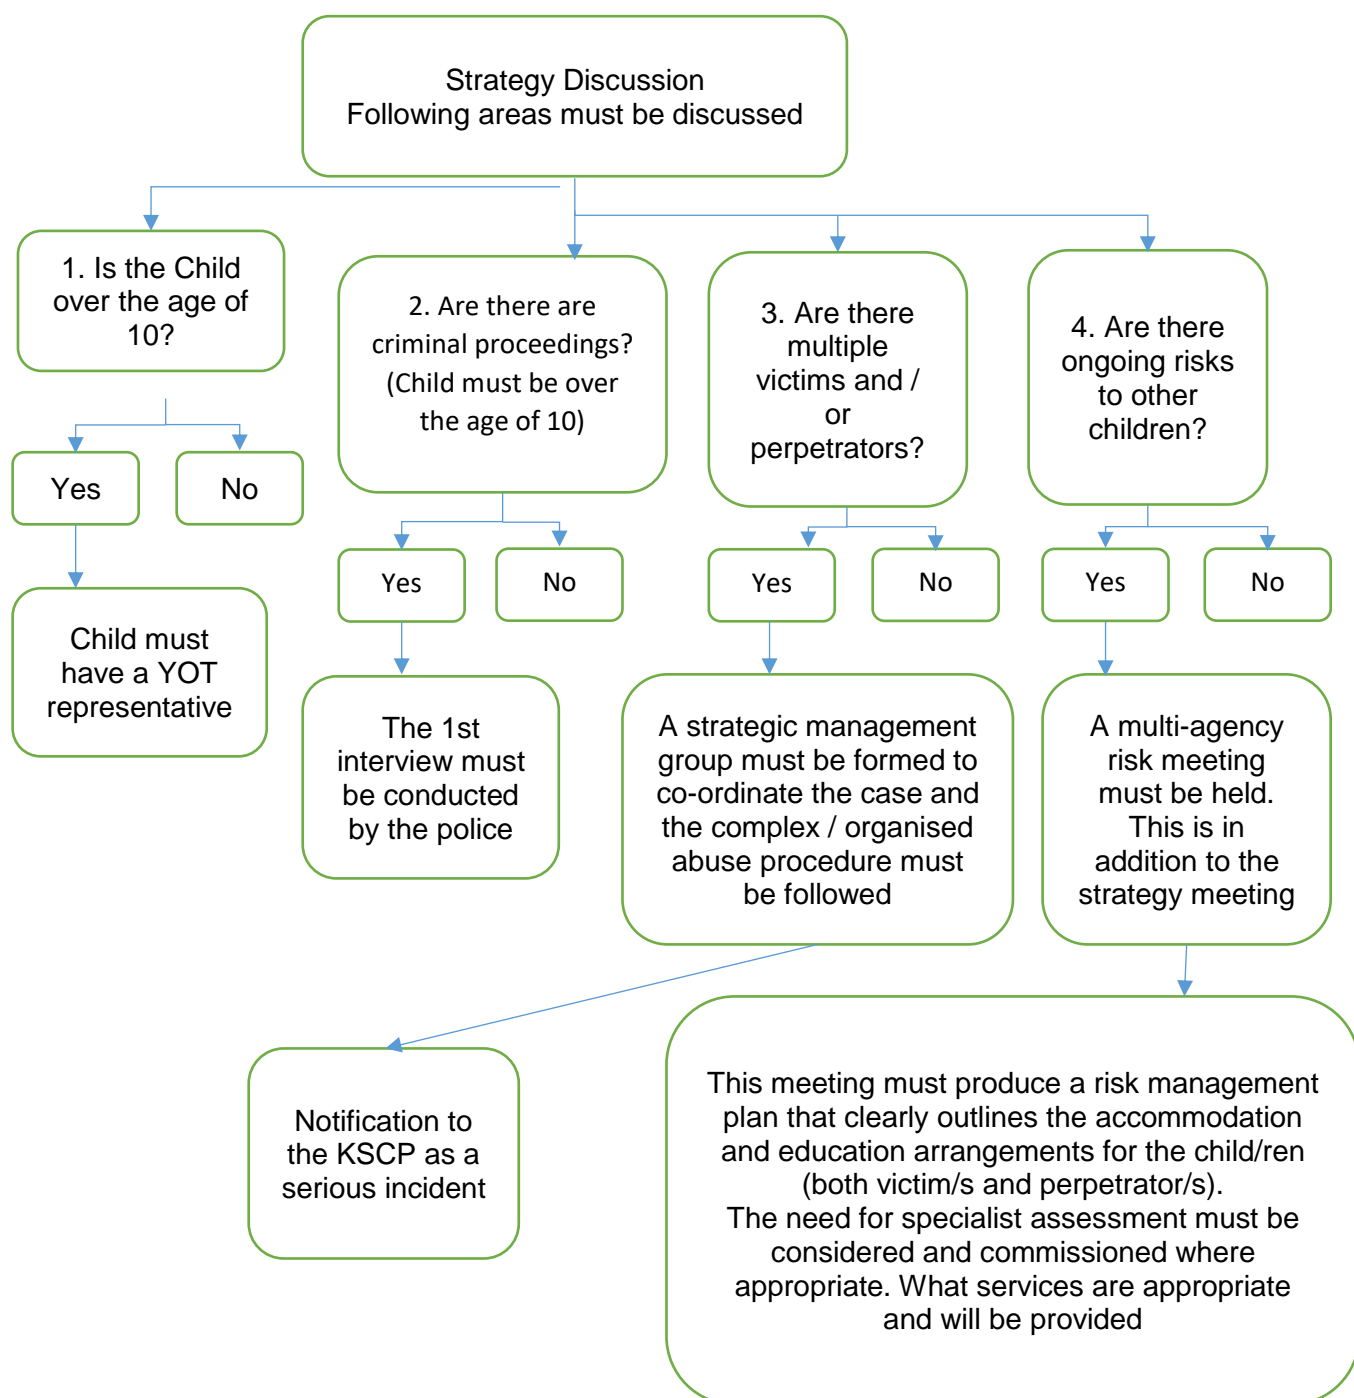 Strategy Discussion
Following areas must be discussed
1. Is the Child
over the age of
10?
Yes
No
Child must
have a YOT
representative
2. Are there are
criminal proceedings?
(Child must be over
the age of 10)
Yes
No
The 1st
interview must
be conducted
by the police
3. Are there
multiple
victims and /
or
perpetrators?
Yes
No
A strategic management
group must be formed to
co-ordinate the case and
the complex / organised
abuse procedure must
be followed
Notification to
the KSCP as a
serious incident
4. Are there
ongoing risks
to other
children?
Yes
No
A multi-agency
risk meeting
must be held.
This is in
addition to the
strategy meeting
This meeting must produce a risk management
plan that clearly outlines the accommodation
and education arrangements for the child/ren
(both victim/s and perpetrator/s).
The need for specialist assessment must be
considered and commissioned where
appropriate. What services are appropriate
and will be provided